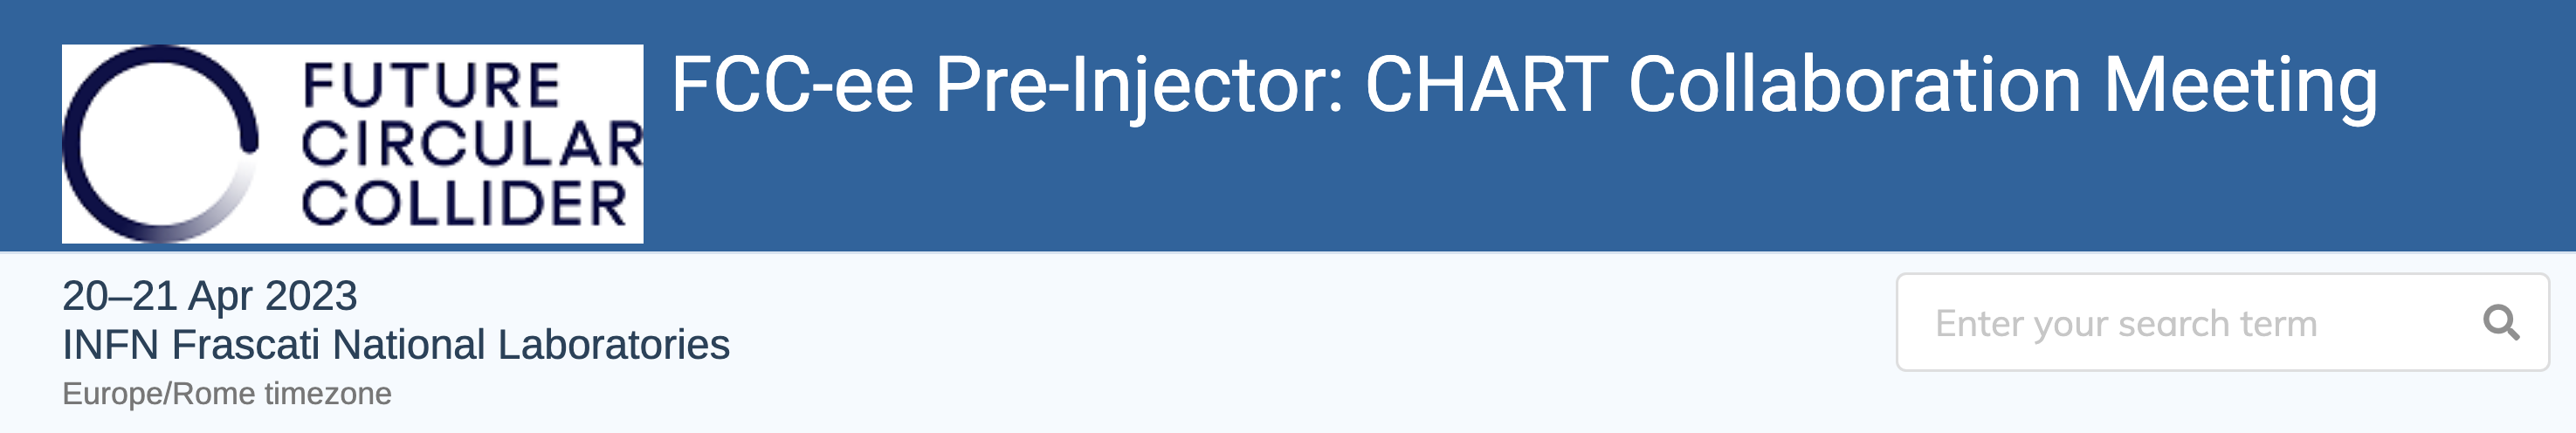 FUTURE
CIRCULAR
COLLIDER
FCC-ee Pre-Injector: CHART Collaboration Meeting
20–21 Apr 2023
INFN Frascati National Laboratories
Europe/Rome timezone
Enter your search term